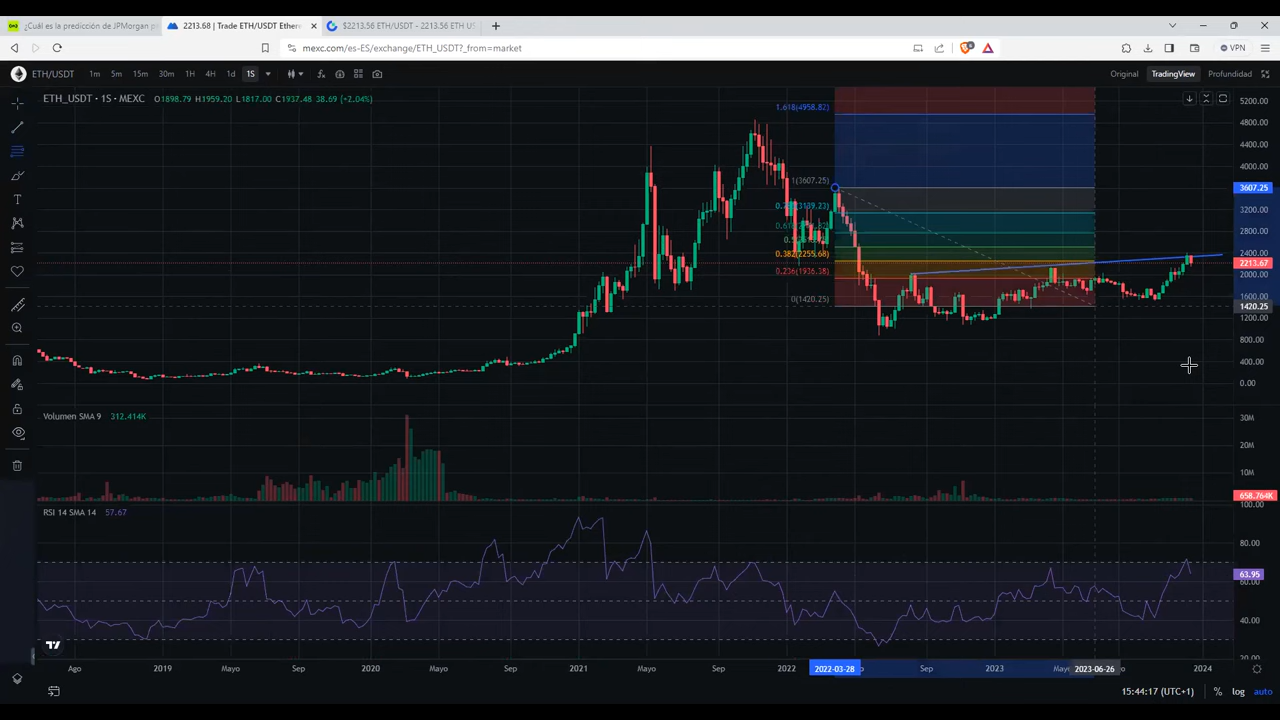 ¿Cuál es la predicción de JPMorgan p
2213.68 | Trade ETH/USDT Ether
$2213.56 ETH/USDT - 2213.56 ETH US
mexc.com/es-ES/exchange/ETH_USDT?_from=market
VPN
ETH/USDT 1m 5m 15m 30m 1H 4H 1d 1S
Original TradingView Profundidad
ETH_USDT · 1S · MEXC O1898.79 H1959.20 L1817.00 C1937.48 38.69 (+2.04%)
5200.00
1.618(4958.82)
4800.00
4400.00
4000.00
1(3607.25)
3607.25
3200.00
2800.00
2400.00
0.382(2255.68)
2213.67
0.236(1936.38)
2000.00
0(1420.25)
1600.00
1420.25
1200.00
800.00
400.00
0.00
Volumen SMA 9 312.414K
30M
20M
10M
658.764K
RSI 14 SMA 14 57.67
100.00
80.00
63.95
60.00
40.00
20.00
Ago 2019 Mayo Sep 2020 Mayo Sep 2021 Mayo Sep 2022 2022-03-28 Sep 2023 2023-06-26 2024
15:44:17 (UTC+1) % log auto